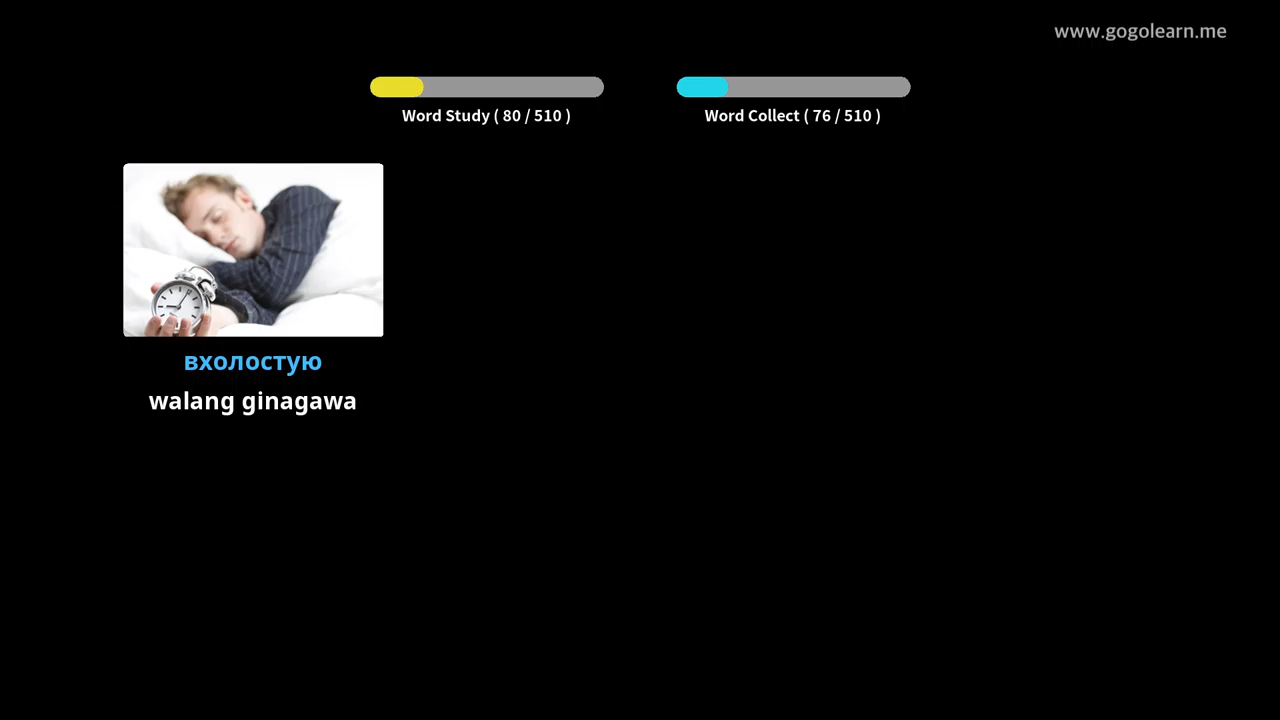 www.gogolearn.me
Word Study ( 80 / 510 )
Word Collect ( 76 / 510 )
вхолостую
walang ginagawa